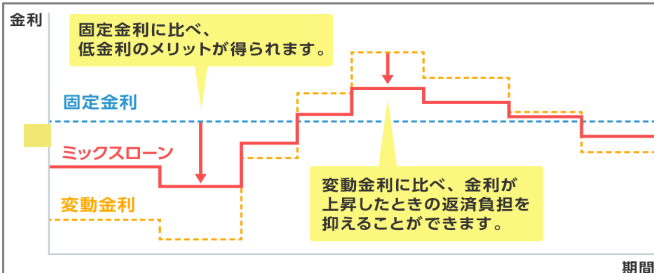 金利
固定金利に比べ、
低金利のメリットが得られます。
固定金利
ミックスローン
変動金利
変動金利に比べ、金利が
上昇したときの返済負担を
抑えることができます。
期間